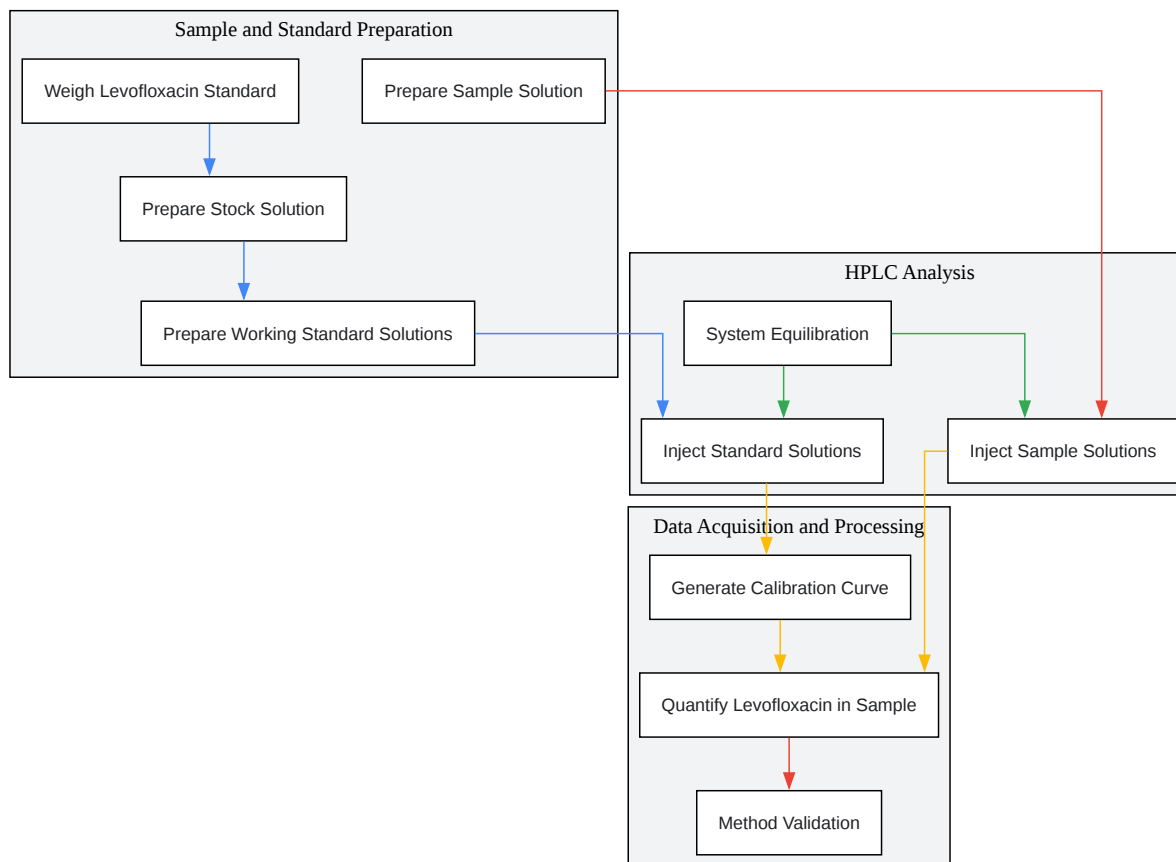 Sample and Standard Preparation
Weigh Levofloxacin Standard
Prepare Sample Solution
Prepare Stock Solution
Prepare Working Standard Solutions
HPLC Analysis
System Equilibration
Inject Standard Solutions
Inject Sample Solutions
Data Acquisition and Processing
Generate Calibration Curve
Quantify Levofloxacin in Sample
Method Validation